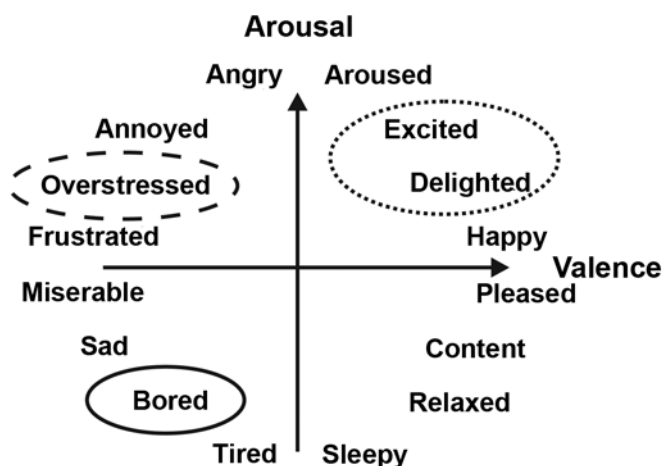 Arousal
Angry Aroused
Annoyed Excited
Overstressed Delighted
Frustrated Happy
Valence
Miserable Pleased
Sad Content
Bored Relaxed
Tired Sleepy